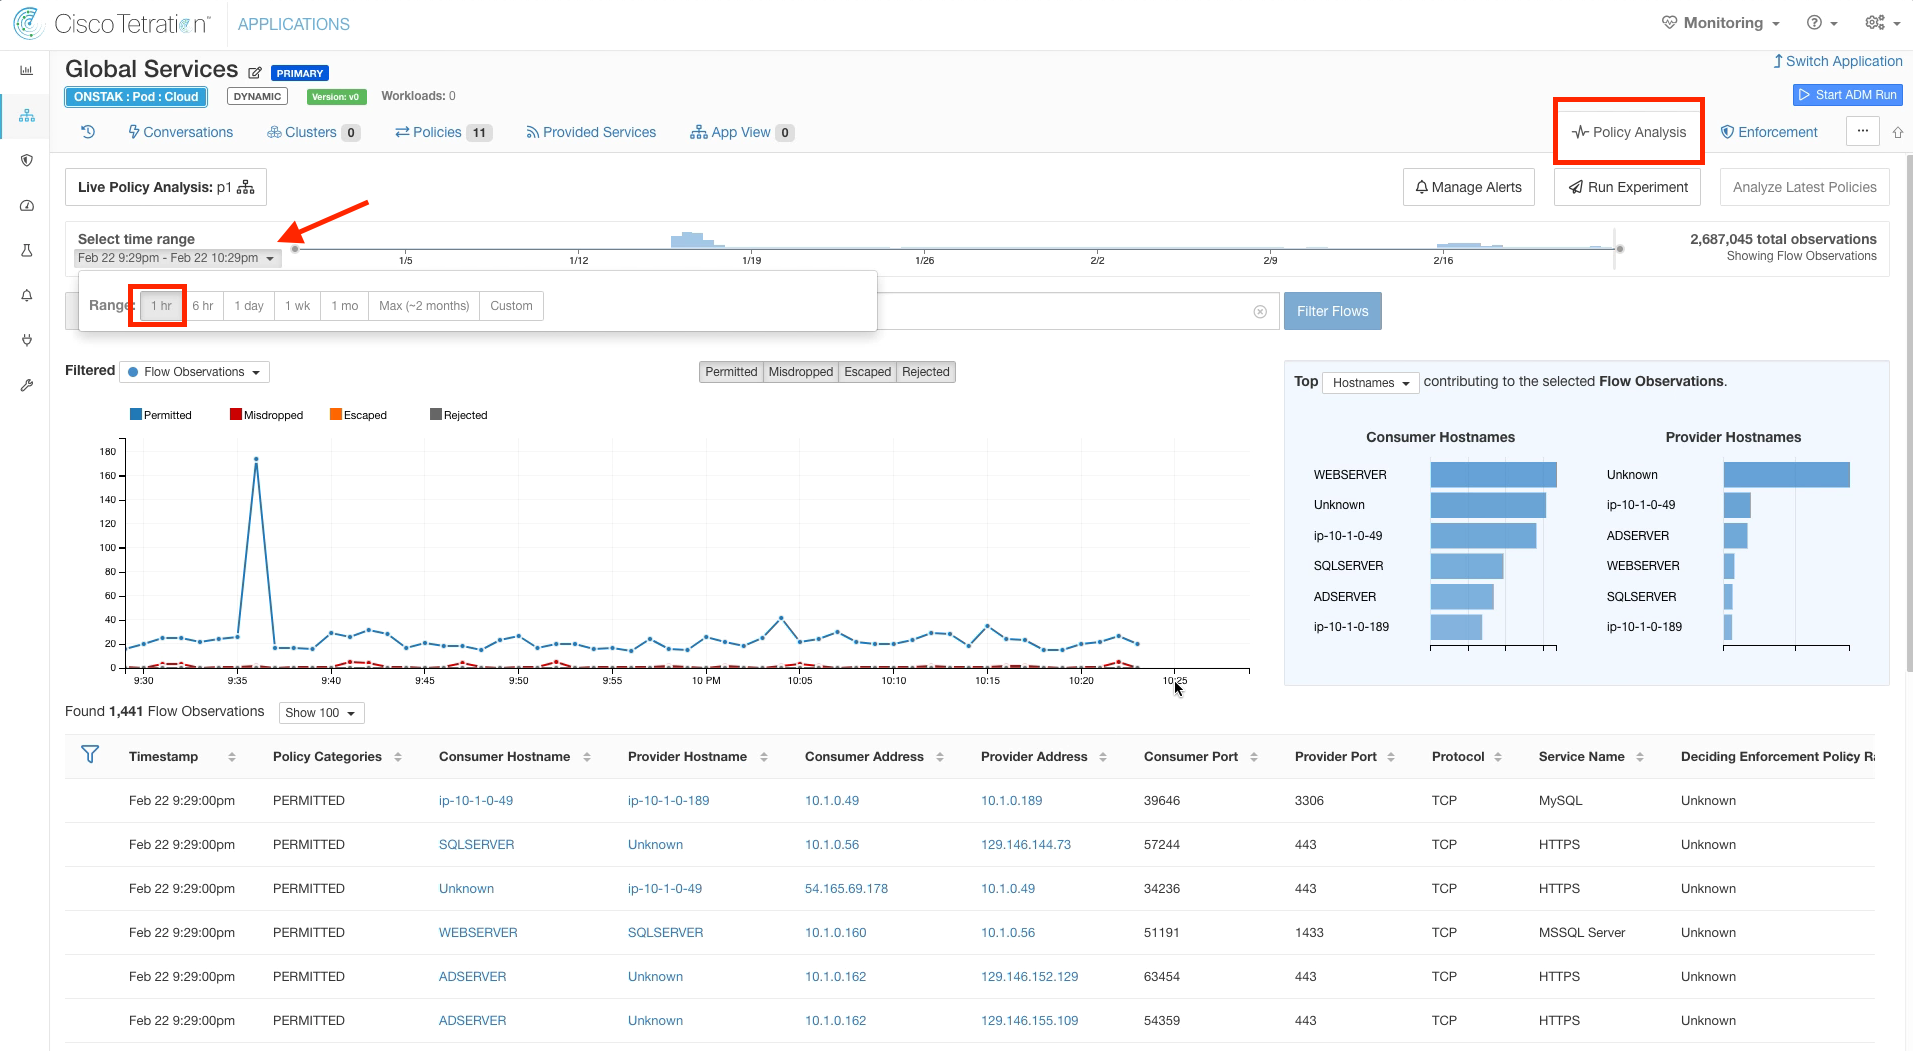 Cisco Tetration™
APPLICATIONS
Monitoring
Global Services
PRIMARY
Switch Application
ONSTAK : Pod : Cloud
DYNAMIC
Version: v0
Workloads: 0
Start ADM Run
Conversations
Clusters 0
Policies 11
Provided Services
App View 0
Policy Analysis
Enforcement
...
Live Policy Analysis: p1
Manage Alerts
Run Experiment
Analyze Latest Policies
Select time range
Feb 22 9:29pm - Feb 22 10:29pm
1/5 1/12 1/19 1/26 2/2 2/9 2/16
2,687,045 total observations
Showing Flow Observations
Range:
1 hr
6 hr
1 day
1 wk
1 mo
Max (~2 months)
Custom
Filter Flows
Filtered
Flow Observations
Permitted Misdropped Escaped Rejected
Permitted Misdropped Escaped Rejected
180
160
140
120
100
80
60
40
20
0
9:30 9:35 9:40 9:45 9:50 9:55 10 PM 10:05 10:10 10:15 10:20 10:25
Top Hostnames contributing to the selected Flow Observations.
Consumer Hostnames
WEBSERVER
Unknown
ip-10-1-0-49
SQLSERVER
ADSERVER
ip-10-1-0-189
Provider Hostnames
Unknown
ip-10-1-0-49
ADSERVER
WEBSERVER
SQLSERVER
ip-10-1-0-189
Found 1,441 Flow Observations
Show 100
Timestamp Policy Categories Consumer Hostname Provider Hostname Consumer Address Provider Address Consumer Port Provider Port Protocol Service Name Deciding Enforcement Policy Ra
Feb 22 9:29:00pm PERMITTED ip-10-1-0-49 ip-10-1-0-189 10.1.0.49 10.1.0.189 39646 3306 TCP MySQL Unknown
Feb 22 9:29:00pm PERMITTED SQLSERVER Unknown 10.1.0.56 129.146.144.73 57244 443 TCP HTTPS Unknown
Feb 22 9:29:00pm PERMITTED Unknown ip-10-1-0-49 54.165.69.178 10.1.0.49 34236 443 TCP HTTPS Unknown
Feb 22 9:29:00pm PERMITTED WEBSERVER SQLSERVER 10.1.0.160 10.1.0.56 51191 1433 TCP MSSQL Server Unknown
Feb 22 9:29:00pm PERMITTED ADSERVER Unknown 10.1.0.162 129.146.152.129 63454 443 TCP HTTPS Unknown
Feb 22 9:29:00pm PERMITTED ADSERVER Unknown 10.1.0.162 129.146.155.109 54359 443 TCP HTTPS Unknown